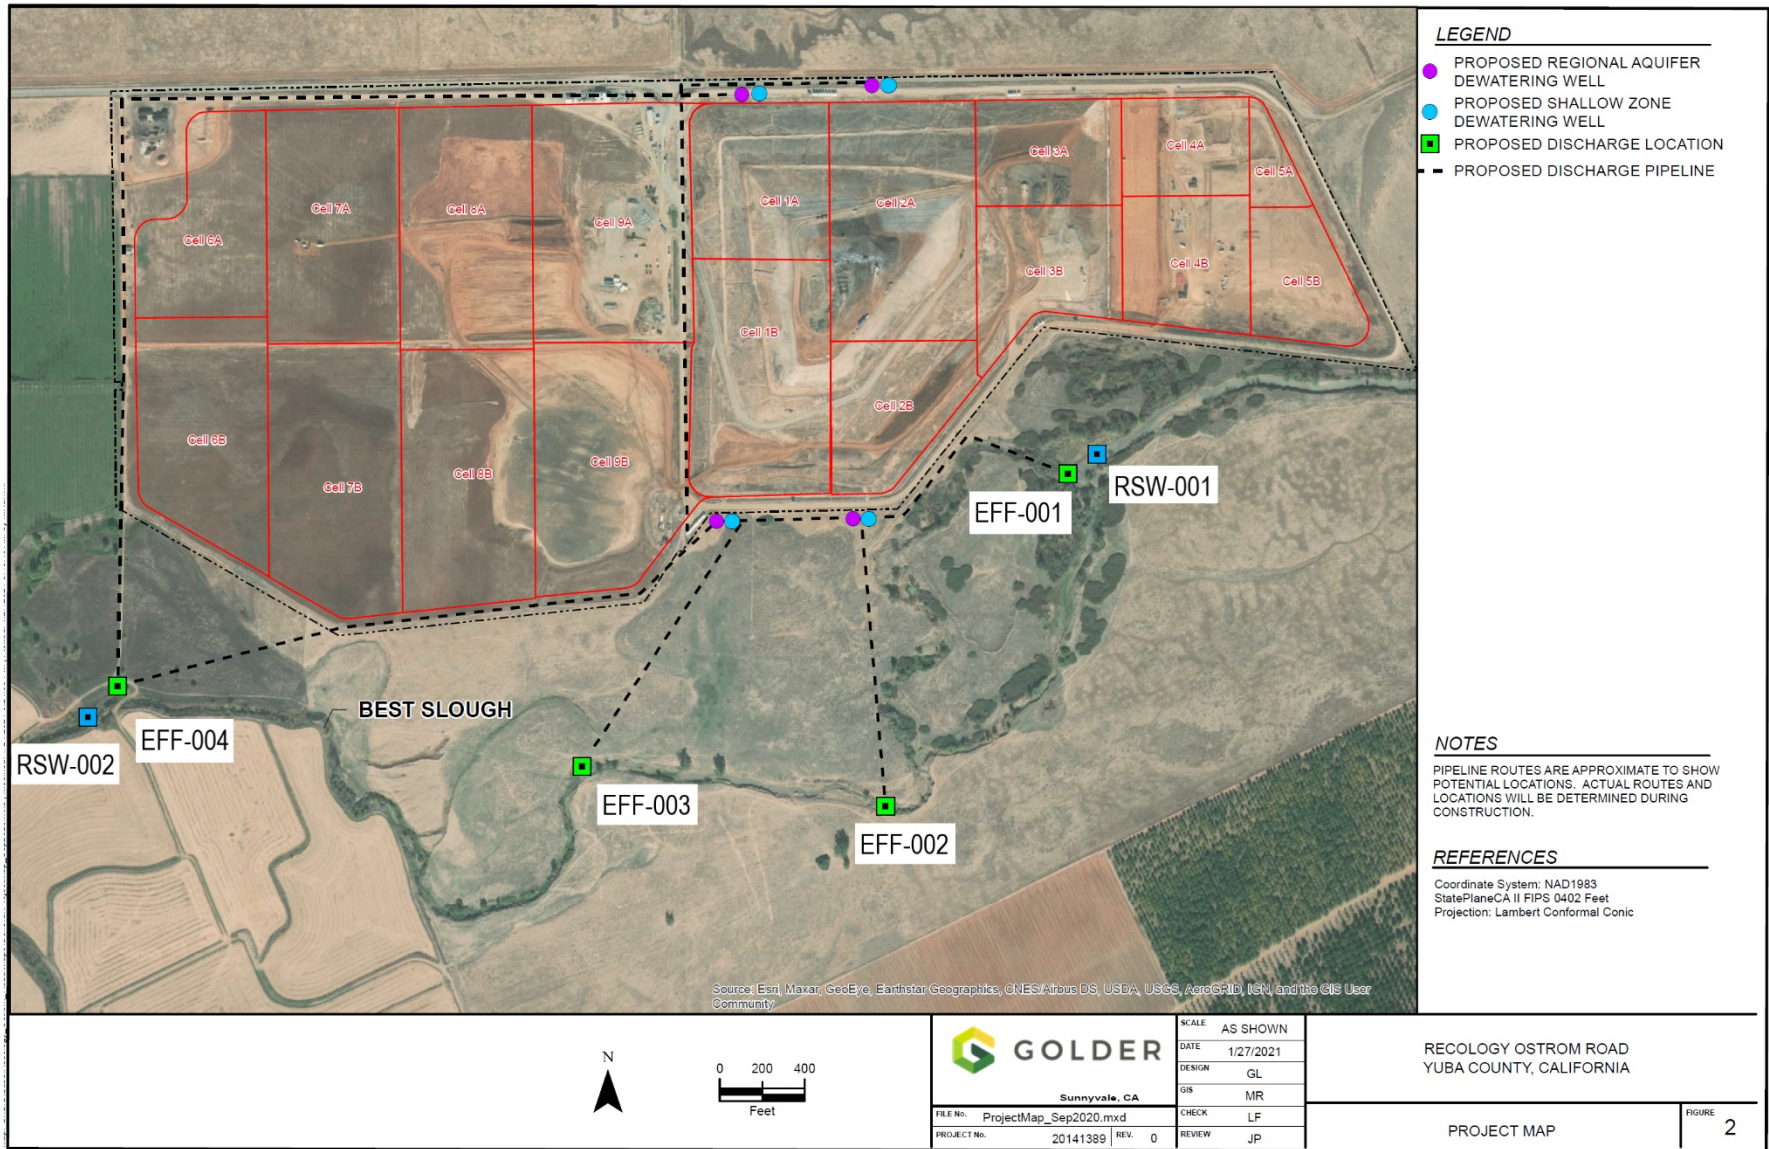 LEGEND
PROPOSED REGIONAL AQUIFER
DEWATERING WELL
PROPOSED SHALLOW ZONE
DEWATERING WELL
PROPOSED DISCHARGE LOCATION
PROPOSED DISCHARGE PIPELINE
Cell 3A
Cell 4A
Cell 5A
Cell 7A
Cell 8A
Cell 1A
Cell 2A
Cell 9A
Cell 6A
Cell 3B
Cell 4B
Cell 5B
Cell 1B
Cell 2B
Cell 6B
Cell 9B
Cell 8B
Cell 7B
RSW-001
EFF-001
BEST SLOUGH
EFF-004
RSW-002
EFF-003
EFF-002
NOTES
PIPELINE ROUTES ARE APPROXIMATE TO SHOW
POTENTIAL LOCATIONS. ACTUAL ROUTES AND
LOCATIONS WILL BE DETERMINED DURING
CONSTRUCTION.
REFERENCES
Coordinate System: NAD1983
StatePlaneCA II FIPS 0402 Feet
Projection: Lambert Conformal Conic
Source: Esri, Maxar, GeoEye, Earthstar Geographics, CNES/Airbus DS, USDA, USGS, AeroGRID, IGN, and the GIS User
Community
N
0 200 400
Feet
GOLDER
Sunnyvale, CA
FILE No. ProjectMap_Sep2020.mxd
PROJECT No. 20141389 REV. 0
SCALE AS SHOWN
DATE 1/27/2021
DESIGN GL
GIS MR
CHECK LF
REVIEW JP
RECOLOGY OSTROM ROAD
YUBA COUNTY, CALIFORNIA
PROJECT MAP
FIGURE
2